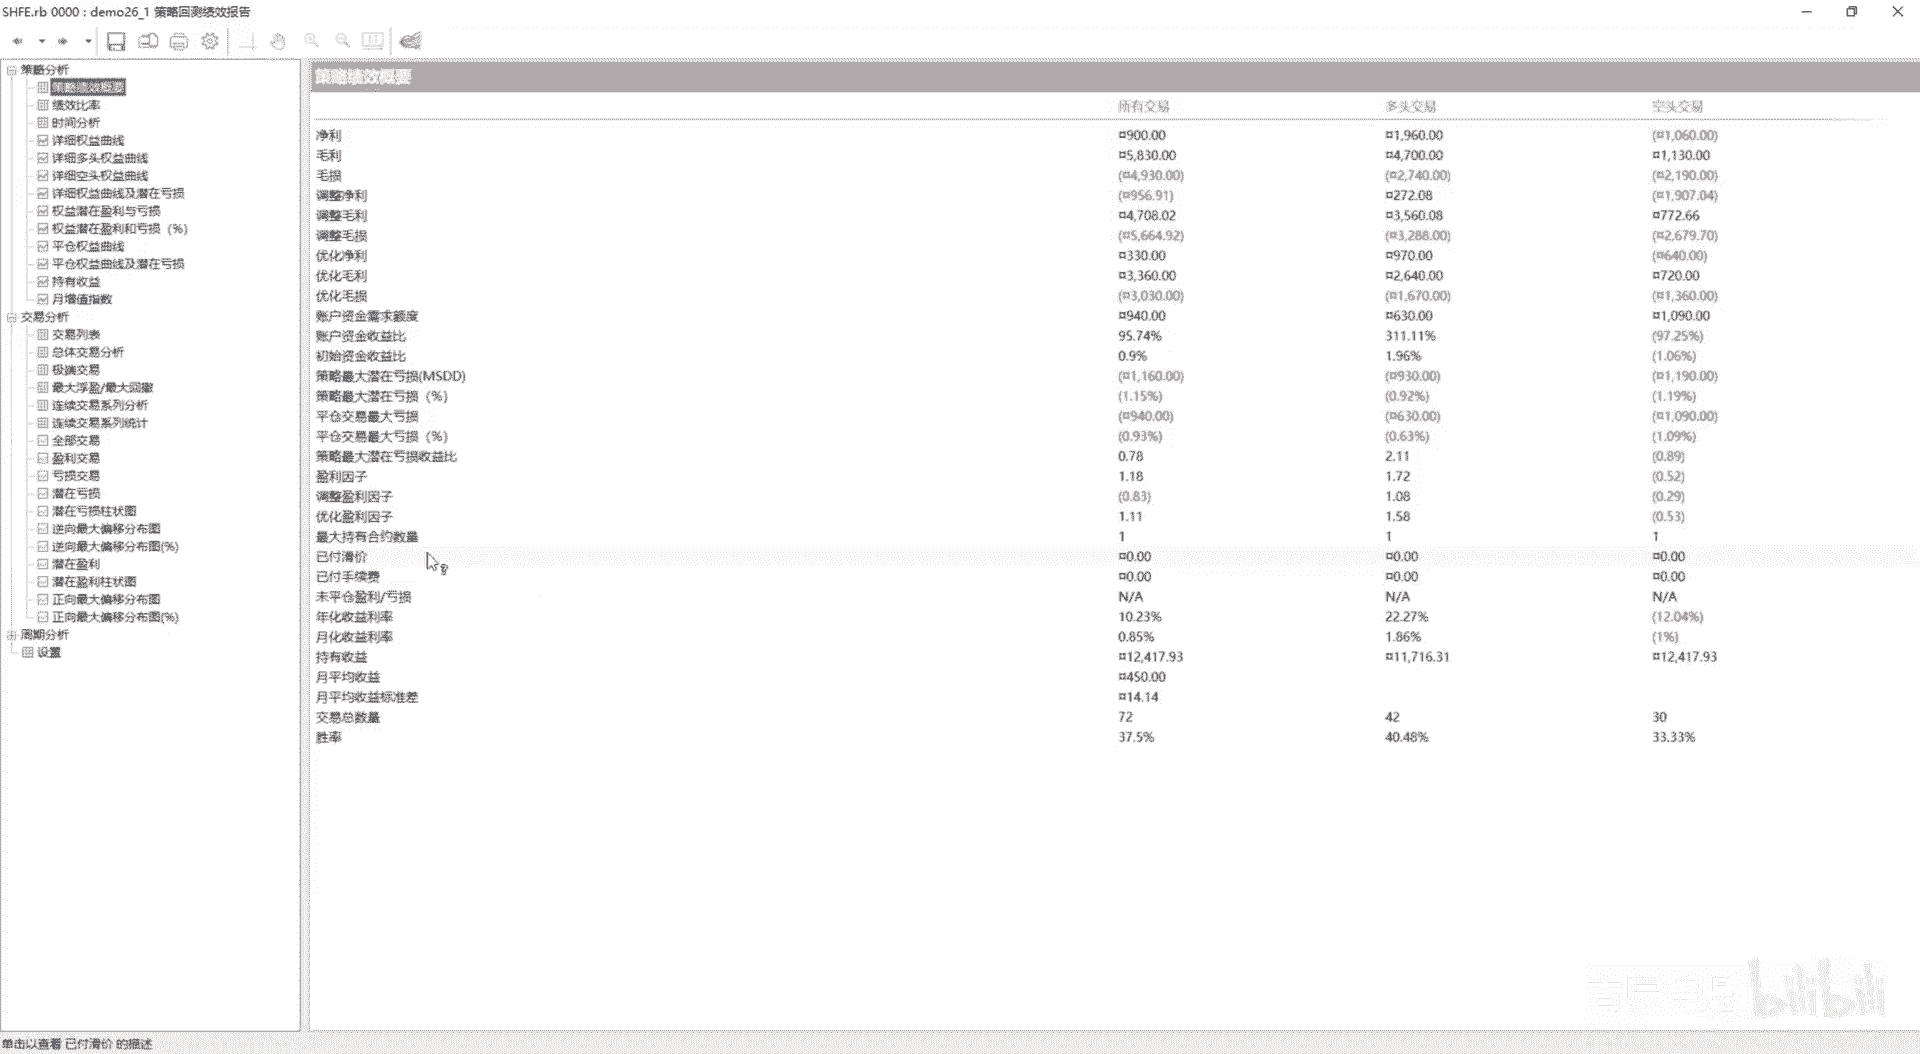 SHFE.rb 0000 : demo26_1 策略回测绩效报告
策略分析
策略绩效概要
绩效比率
时间分析
详细权益曲线
详细多头权益曲线
详细空头权益曲线
详细权益曲线及潜在亏损
权益潜在盈利与亏损
权益潜在盈利和亏损 (%)
平仓权益曲线
平仓权益曲线及潜在亏损
持有收益
月增值指数
交易分析
交易列表
总体交易分析
极端交易
最大浮盈/最大回撤
连续交易系列分析
连续交易系列统计
全部交易
盈利交易
亏损交易
潜在亏损
潜在亏损柱状图
逆向最大偏移分布图
逆向最大偏移分布图(%)
潜在盈利
潜在盈利柱状图
正向最大偏移分布图
正向最大偏移分布图(%)
周期分析
设置
策略绩效概要
所有交易 多头交易 空头交易
净利 ¤900.00 ¤1,960.00 (¤1,060.00)
毛利 ¤5,830.00 ¤4,700.00 ¤1,130.00
毛损 (¤4,930.00) (¤2,740.00) (¤2,190.00)
调整净利 (¤956.91) ¤272.08 (¤1,907.04)
调整毛利 ¤4,708.02 ¤3,560.08 ¤772.66
调整毛损 (¤5,664.92) (¤3,288.00) (¤2,679.70)
优化净利 ¤330.00 ¤970.00 (¤640.00)
优化毛利 ¤3,360.00 ¤2,640.00 ¤720.00
优化毛损 (¤3,030.00) (¤1,670.00) (¤1,360.00)
账户资金需求额度 ¤940.00 ¤630.00 ¤1,090.00
账户资金收益比 95.74% 311.11% (97.25%)
初始资金收益比 0.9% 1.96% (1.06%)
策略最大潜在亏损(MSDD) (¤1,160.00) (¤930.00) (¤1,190.00)
策略最大潜在亏损 (%) (1.15%) (0.92%) (1.19%)
平仓交易最大亏损 (¤940.00) (¤630.00) (¤1,090.00)
平仓交易最大亏损 (%) (0.93%) (0.63%) (1.09%)
策略最大潜在亏损收益比 0.78 2.11 (0.89)
盈利因子 1.18 1.72 (0.52)
调整盈利因子 (0.83) 1.08 (0.29)
优化盈利因子 1.11 1.58 (0.53)
最大持有合约数量 1 1 1
已付滑价 ¤0.00 ¤0.00 ¤0.00
已付手续费 ¤0.00 ¤0.00 ¤0.00
未平仓盈利/亏损 N/A N/A N/A
年化收益利率 10.23% 22.27% (12.04%)
月化收益利率 0.85% 1.86% (1%)
持有收益 ¤12,417.93 ¤11,716.31 ¤12,417.93
月平均收益 ¤450.00
月平均收益标准差 ¤14.14
交易总数量 72 42 30
胜率 37.5% 40.48% 33.33%
bilibili
单击以查看 已付滑价 的描述